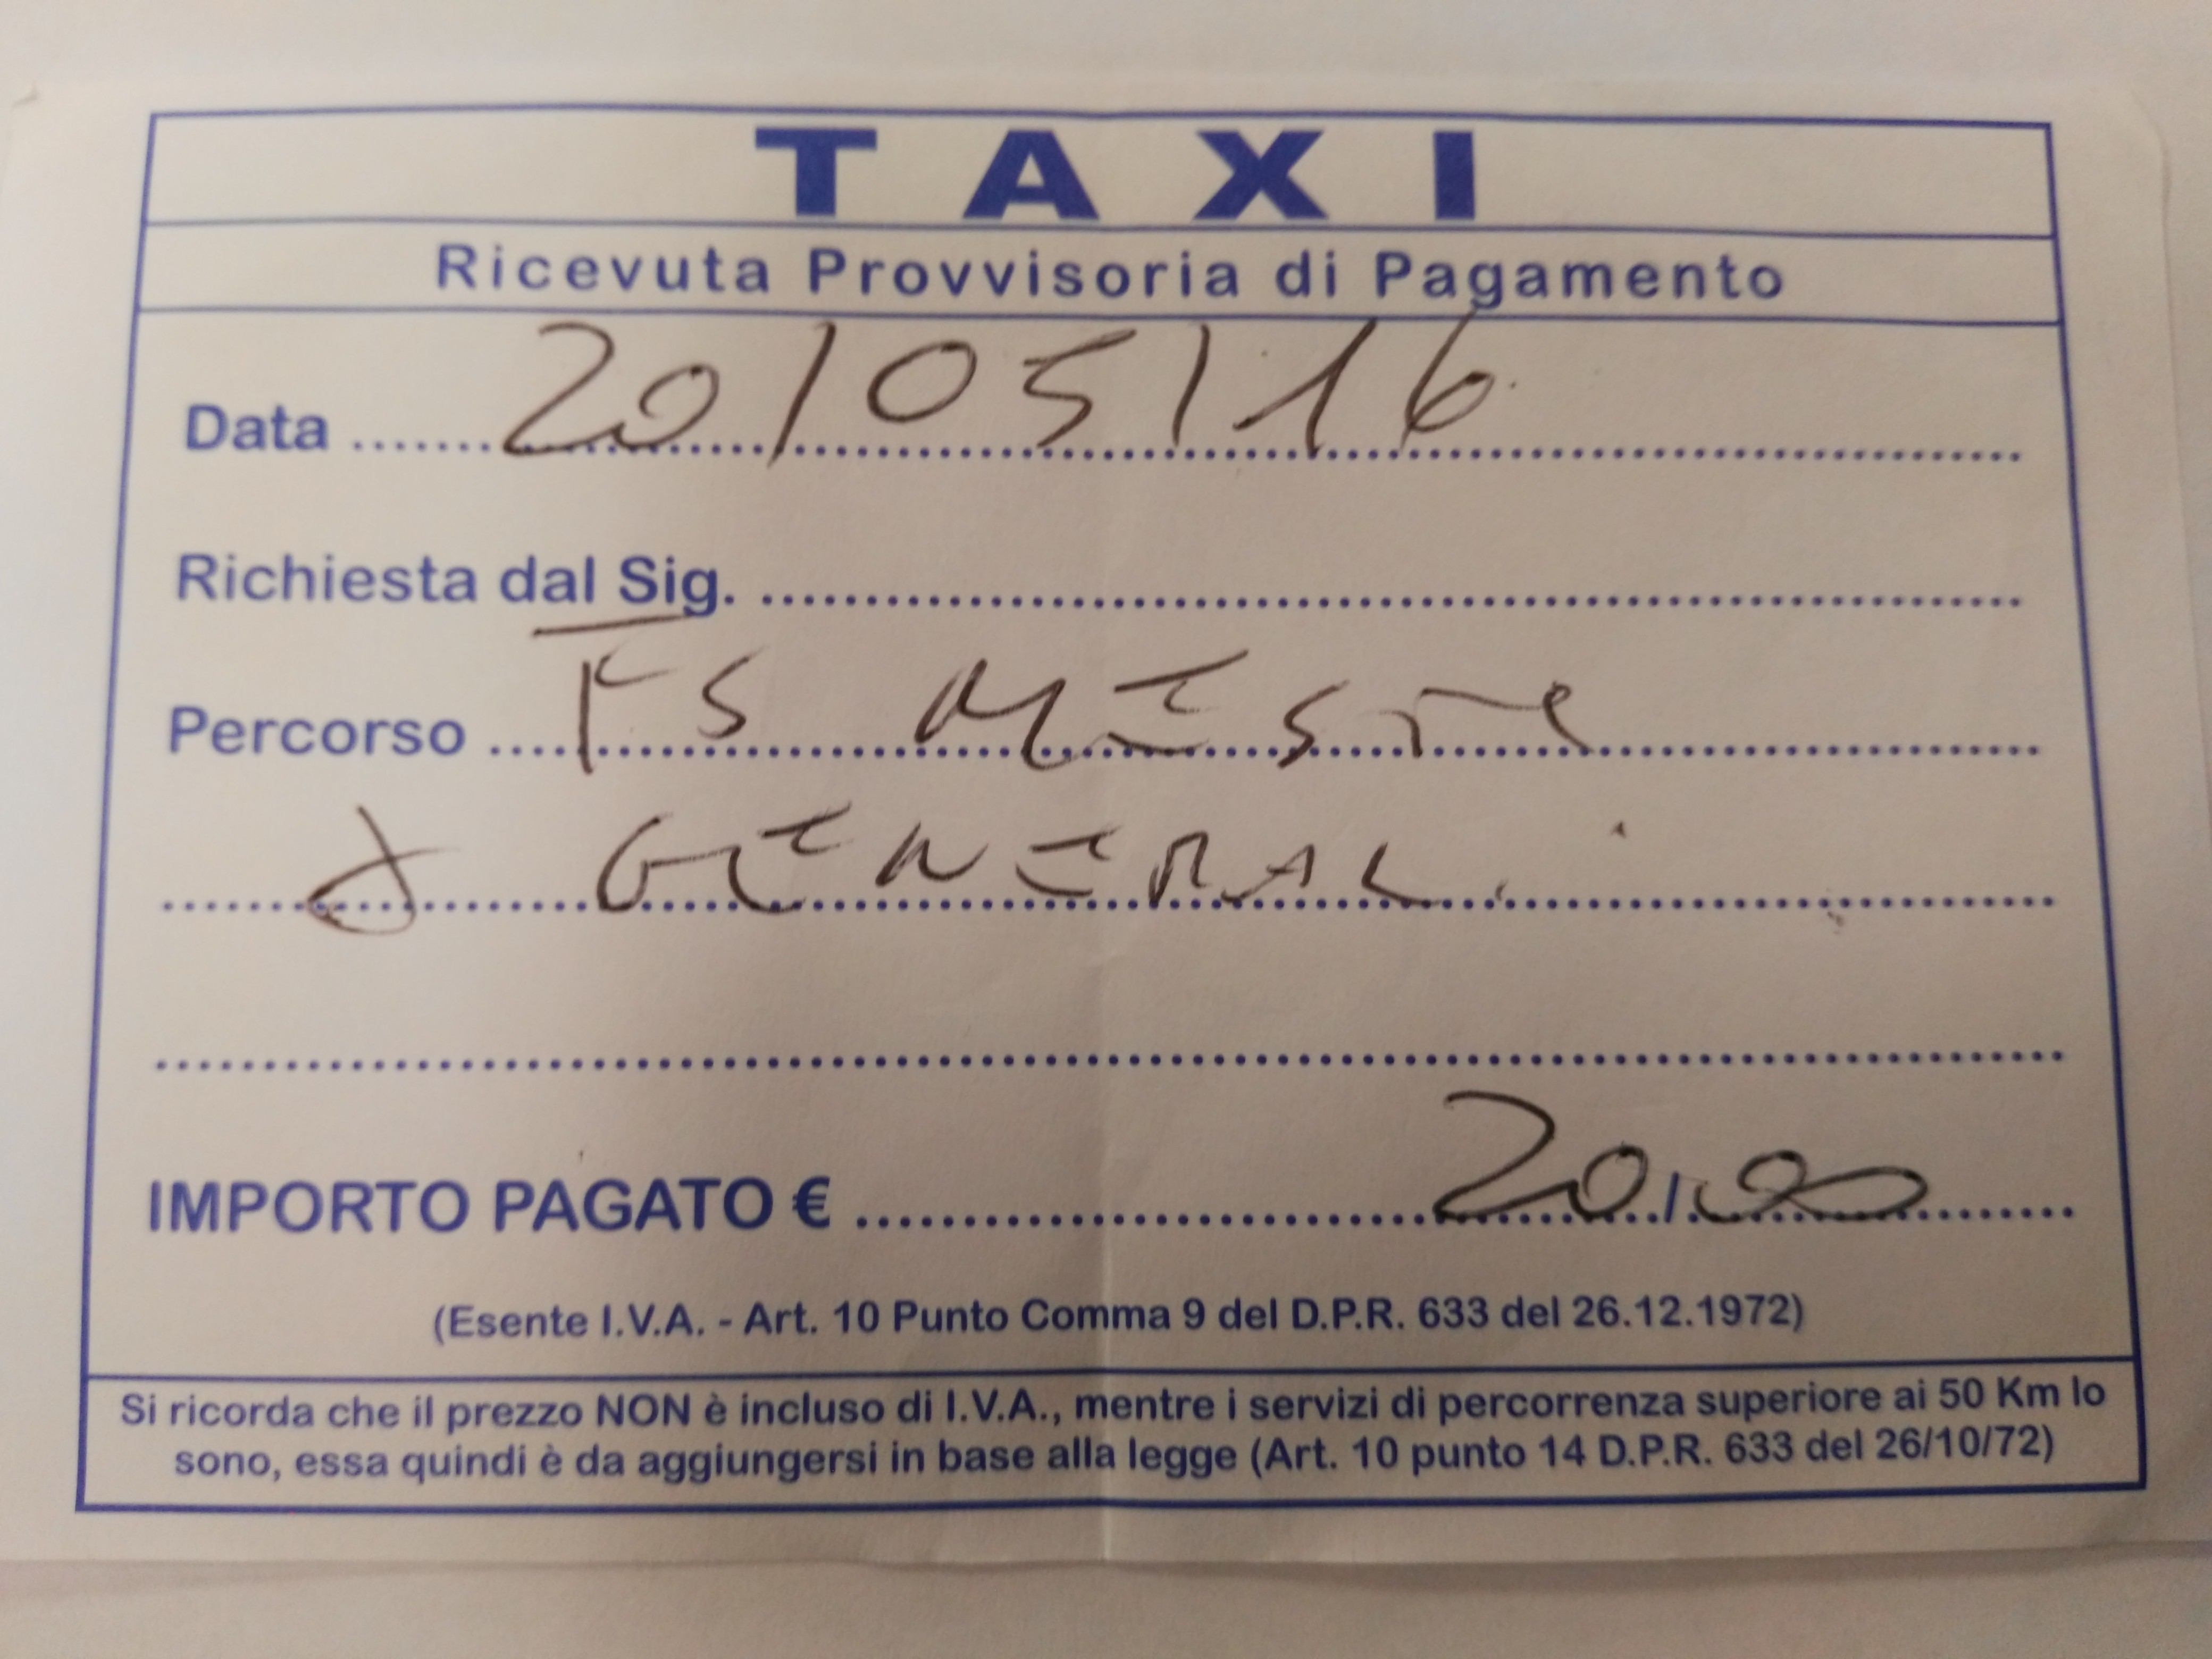 TAXI
Ricevuta Provvisoria di Pagamento
Data 20/05/16
Richiesta dal Sig.
Percorso FS MESTRE
GENERALI
IMPORTO PAGATO € 20,00
(Esente I.V.A. - Art. 10 Punto Comma 9 del D.P.R. 633 del 26.12.1972)
Si ricorda che il prezzo NON è incluso di I.V.A., mentre i servizi di percorrenza superiore ai 50 Km lo
sono, essa quindi è da aggiungersi in base alla legge (Art. 10 punto 14 D.P.R. 633 del 26/10/72)